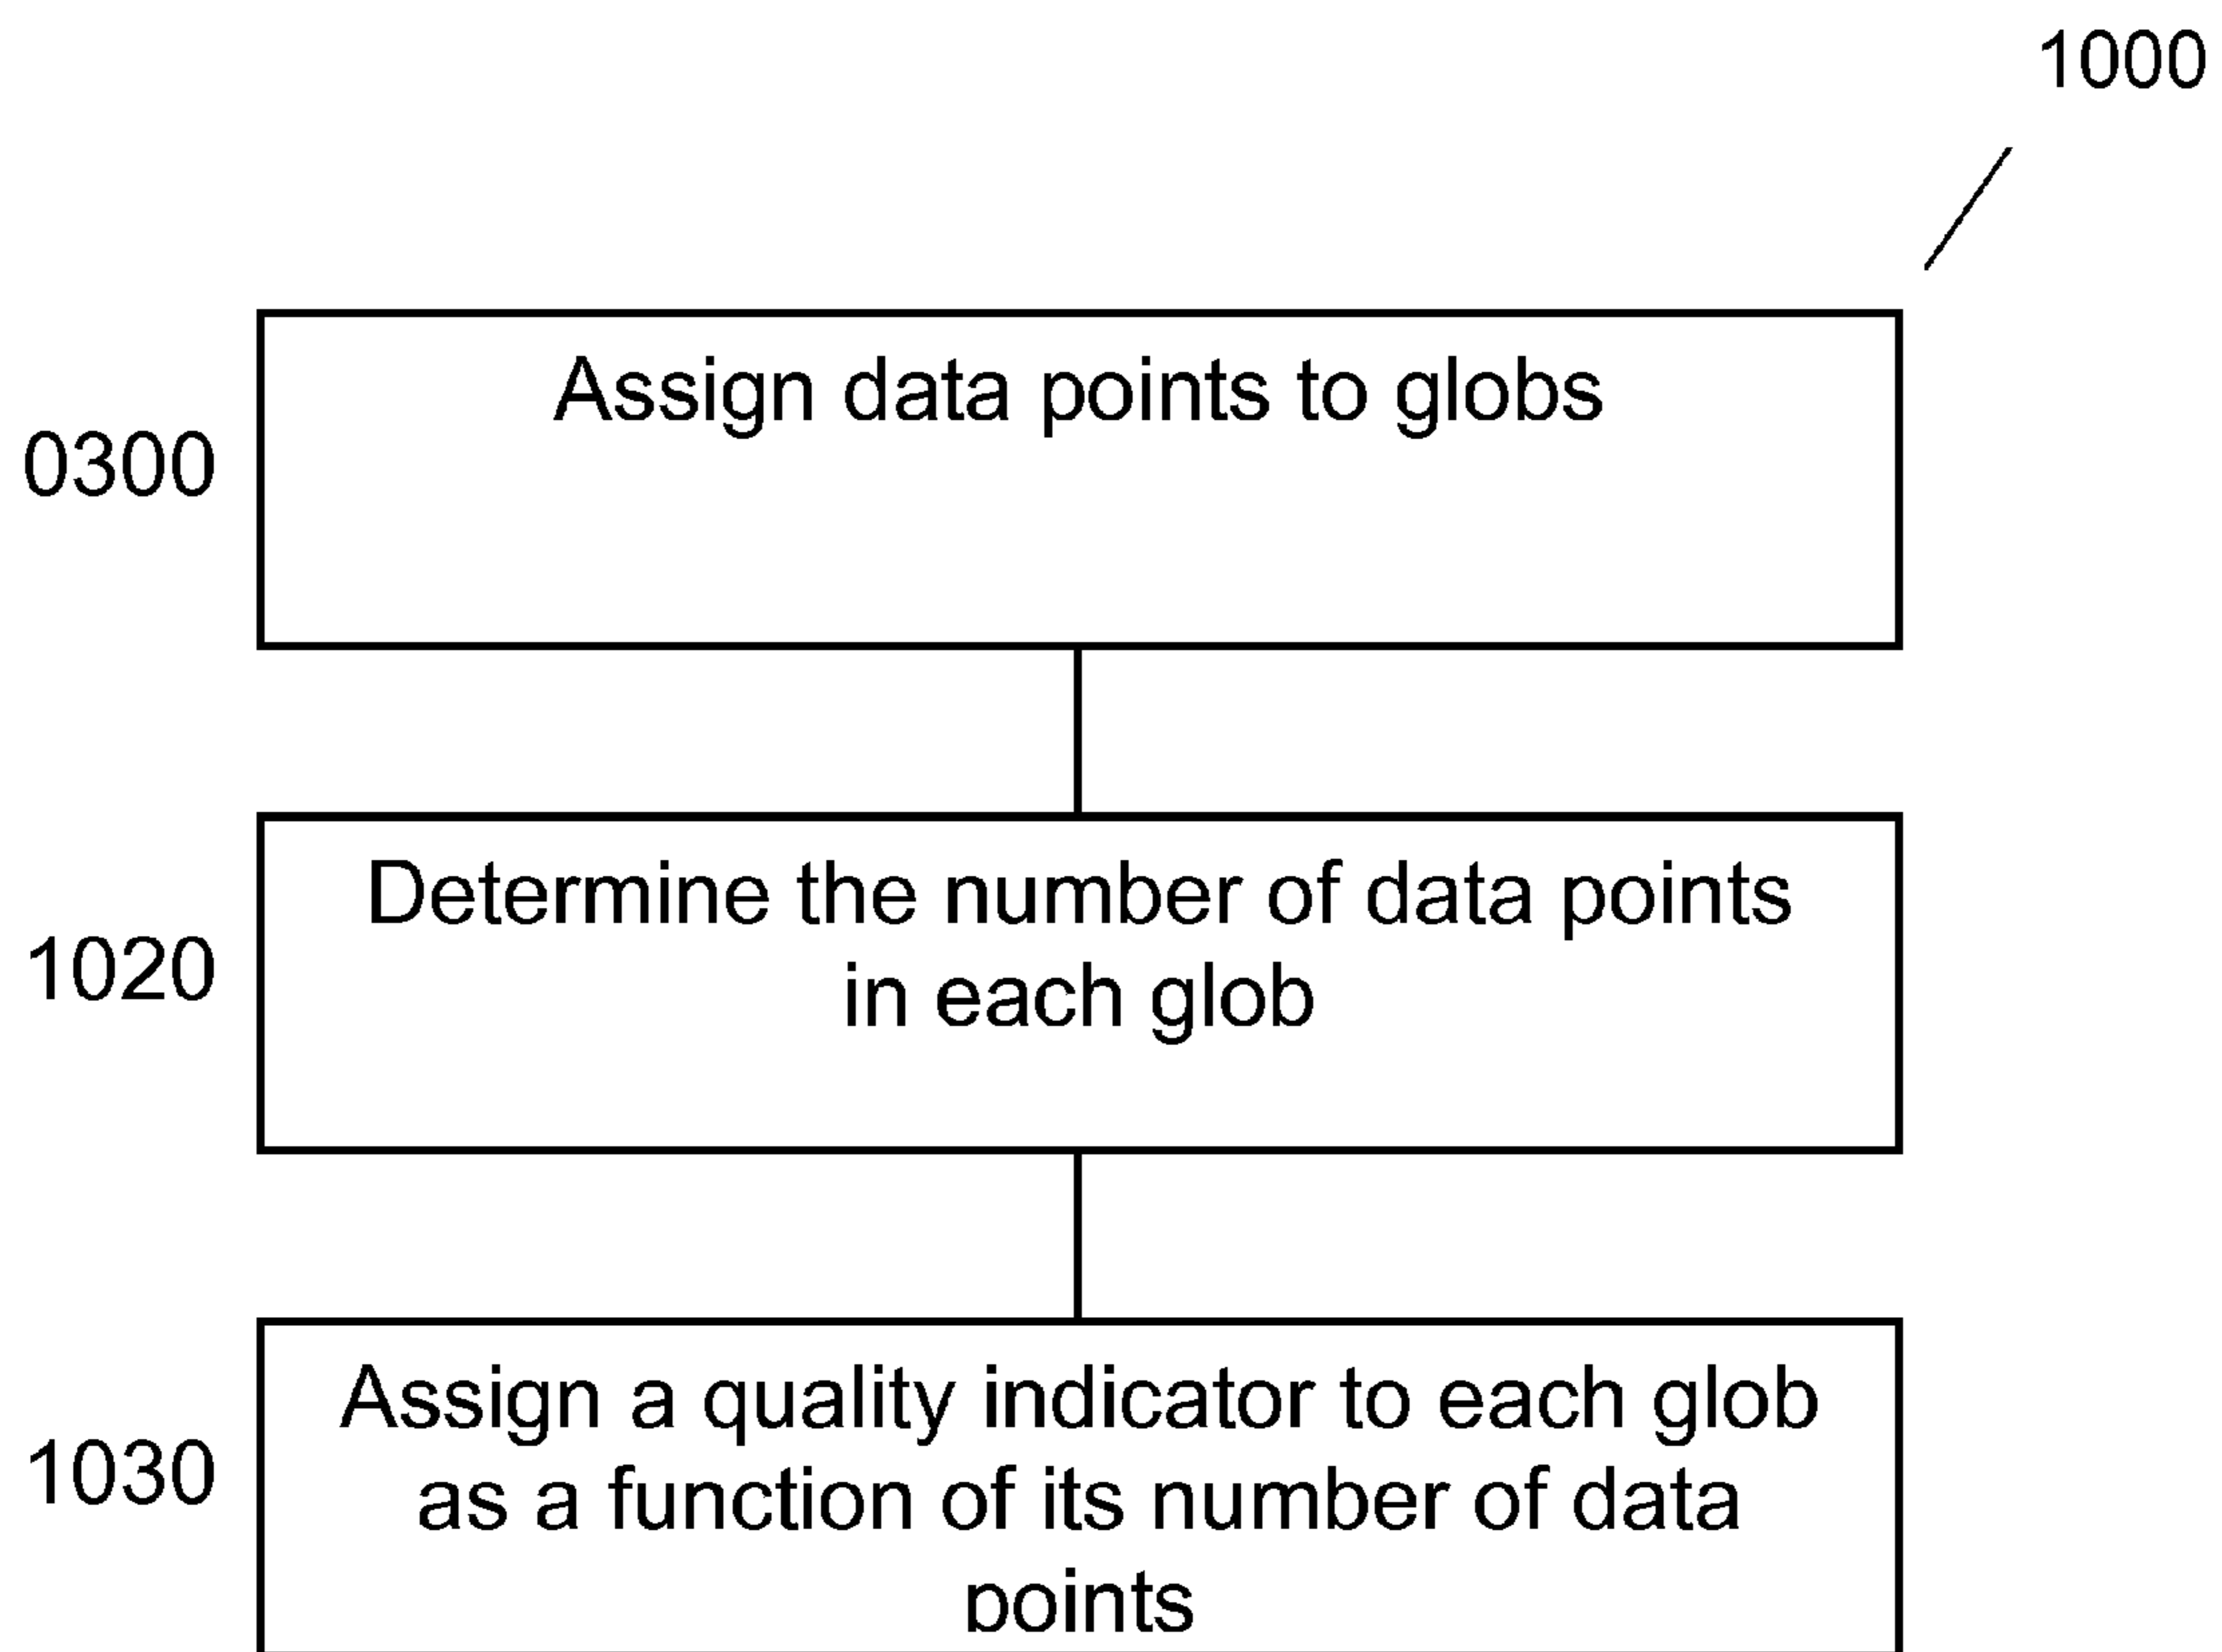 1000
Assign data points to globs
0300
Determine the number of data points
in each glob
1020
Assign a quality indicator to each glob
as a function of its number of data
points
1030